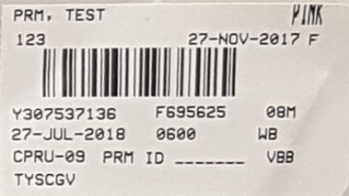 PRM, TEST PINK
123 27-NOV-2017 F
Y307537136 F695625 08M
27-JUL-2018 0600 WB
CPRU-09 PRM ID _______ VBB
TYSCGV